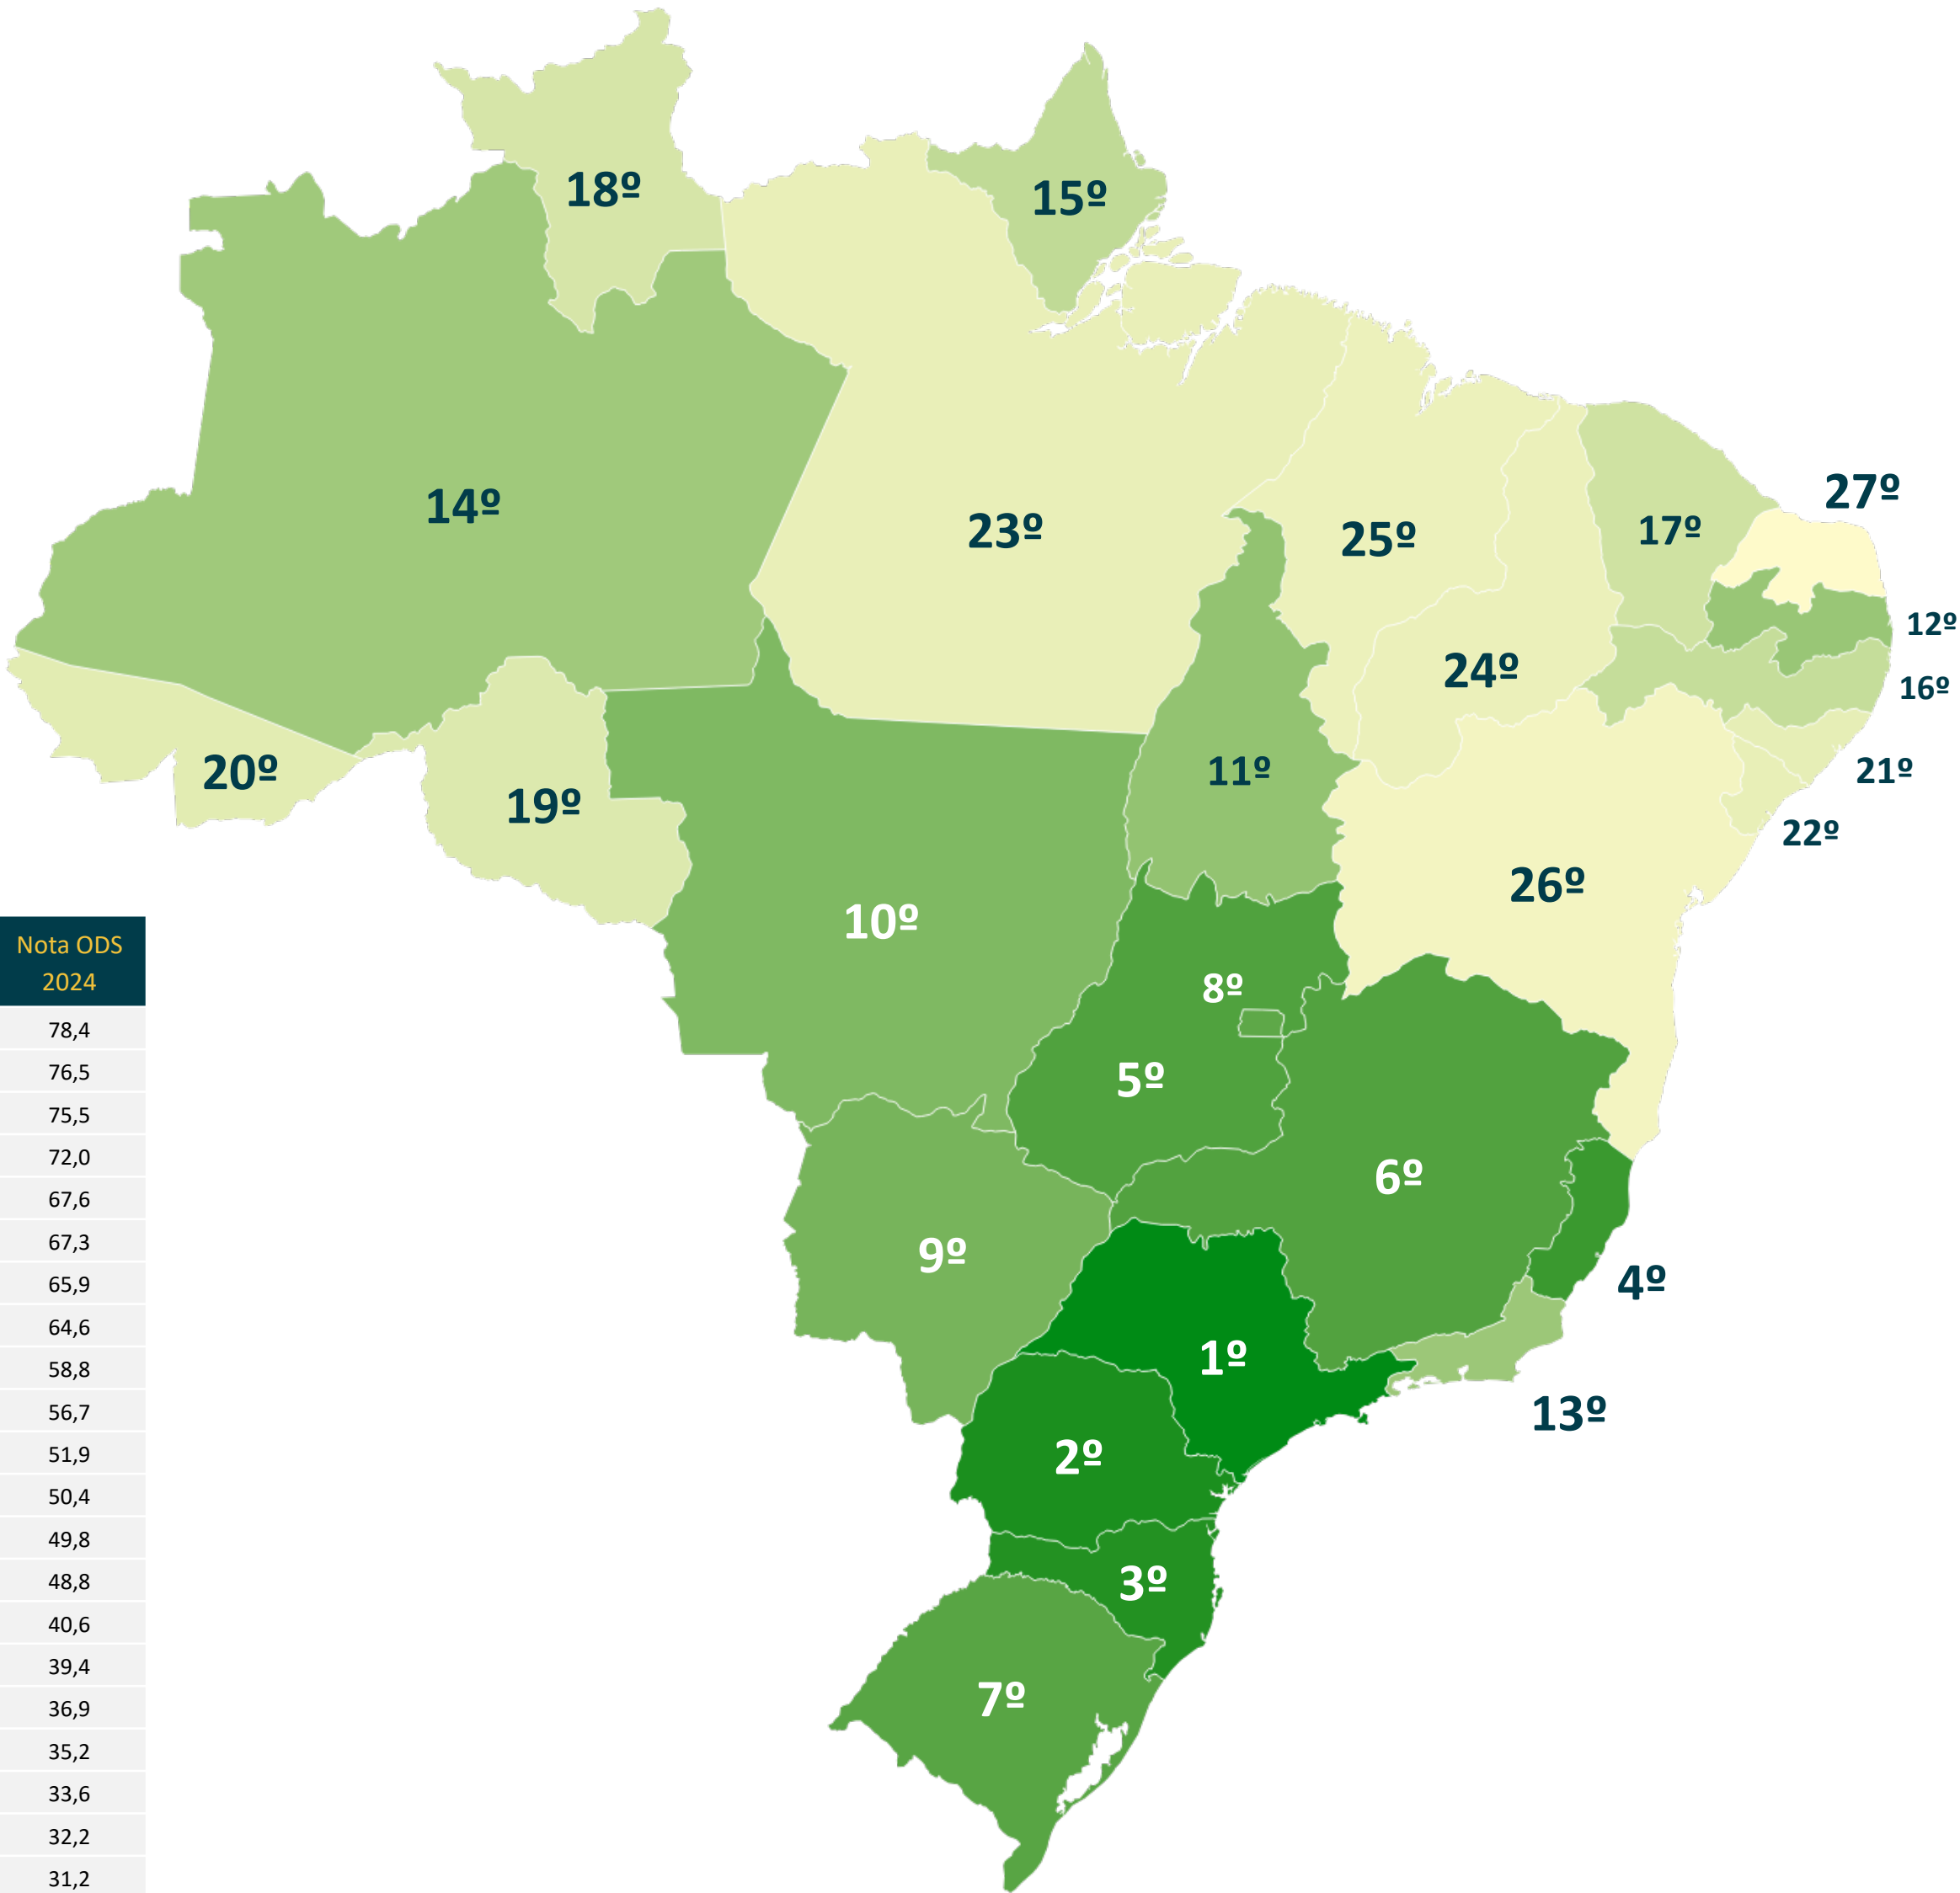 18º
15º
14º
23º
25º
17º
27º
12º
24º
16º
20º
19º
11º
21º
22º
26º
10º
8º
5º
6º
9º
4º
1º
13º
2º
3º
7º
Nota ODS
2024
78,4
76,5
75,5
72,0
67,6
67,3
65,9
64,6
58,8
56,7
51,9
50,4
49,8
48,8
40,6
39,4
36,9
35,2
33,6
32,2
31,2